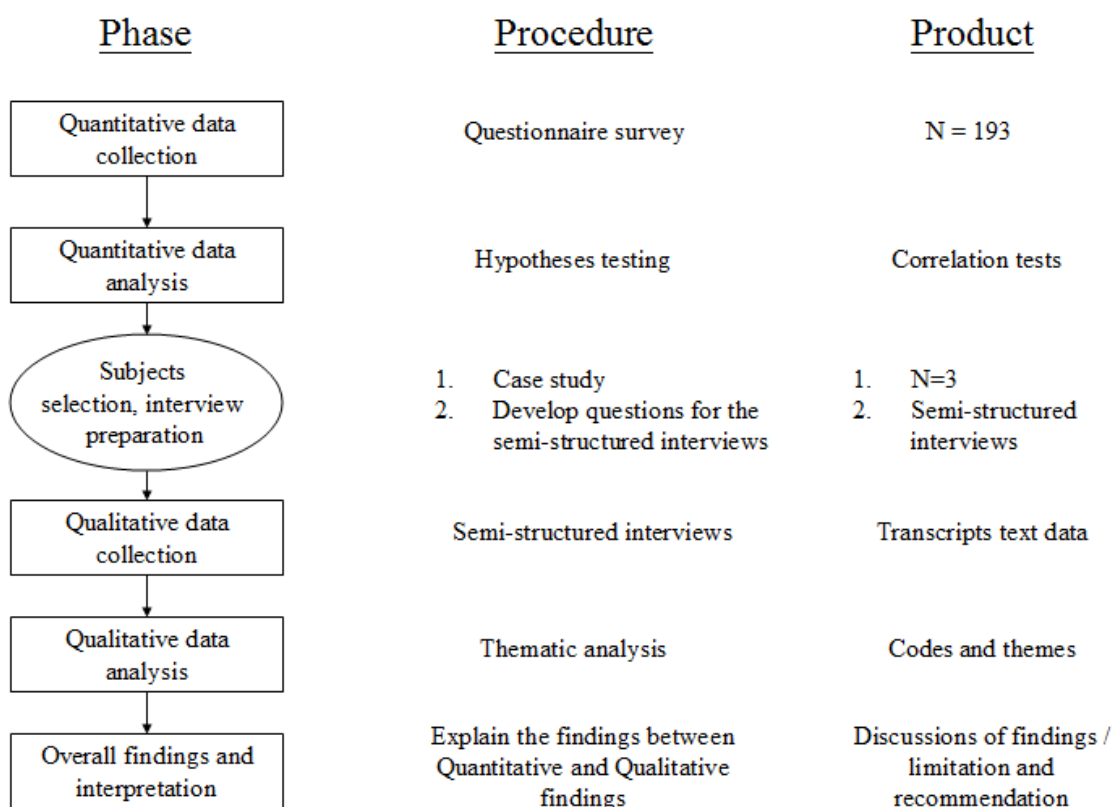 Phase Procedure Product
Quantitative data
collection
Questionnaire survey
N = 193
Quantitative data
analysis
Hypotheses testing
Correlation tests
Subjects
selection, interview
preparation
1. Case study
2. Develop questions for the
semi-structured interviews
1. N=3
2. Semi-structured
interviews
Qualitative data
collection
Semi-structured interviews
Transcripts text data
Qualitative data
analysis
Thematic analysis
Codes and themes
Overall findings and
interpretation
Explain the findings between
Quantitative and Qualitative
findings
Discussions of findings /
limitation and
recommendation